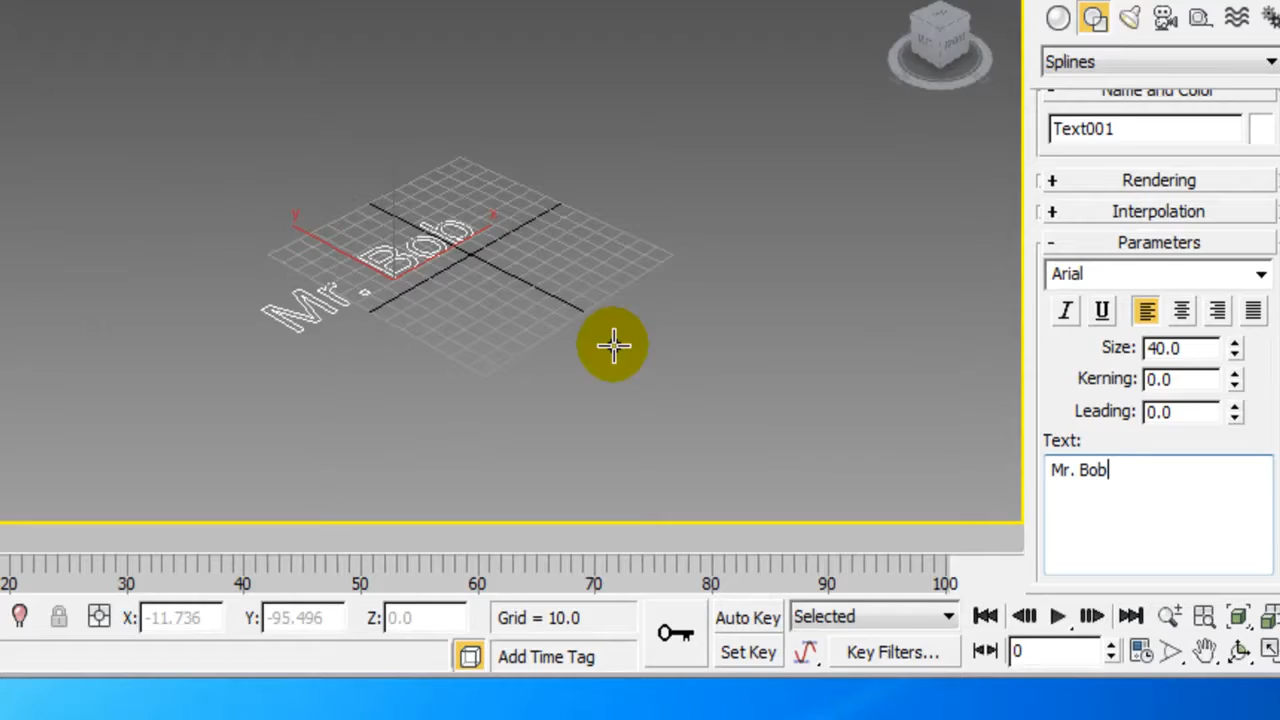 Splines
Name and Color
Text001
Rendering
Interpolation
Parameters
Arial
Size: 40.0
Kerning: 0.0
Leading: 0.0
Text:
Mr. Bob
y
x
Mr. Bob
20 30 40 50 60 70 80 90 100
X: -11.736 Y: -95.496 Z: 0.0 Grid = 10.0 Auto Key Selected
Add Time Tag Set Key Key Filters... 0